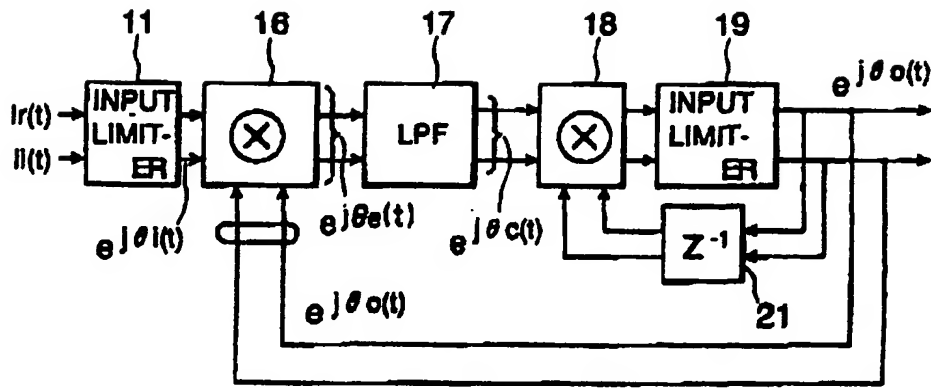 11
16
17
18
19
e^jθo(t)
Ir(t)
Ii(t)
INPUT
LIMIT-
ER
LPF
INPUT
LIMIT-
ER
e^jθi(t)
e^jθe(t)
e^jθc(t)
Z^-1
21
e^jθo(t)